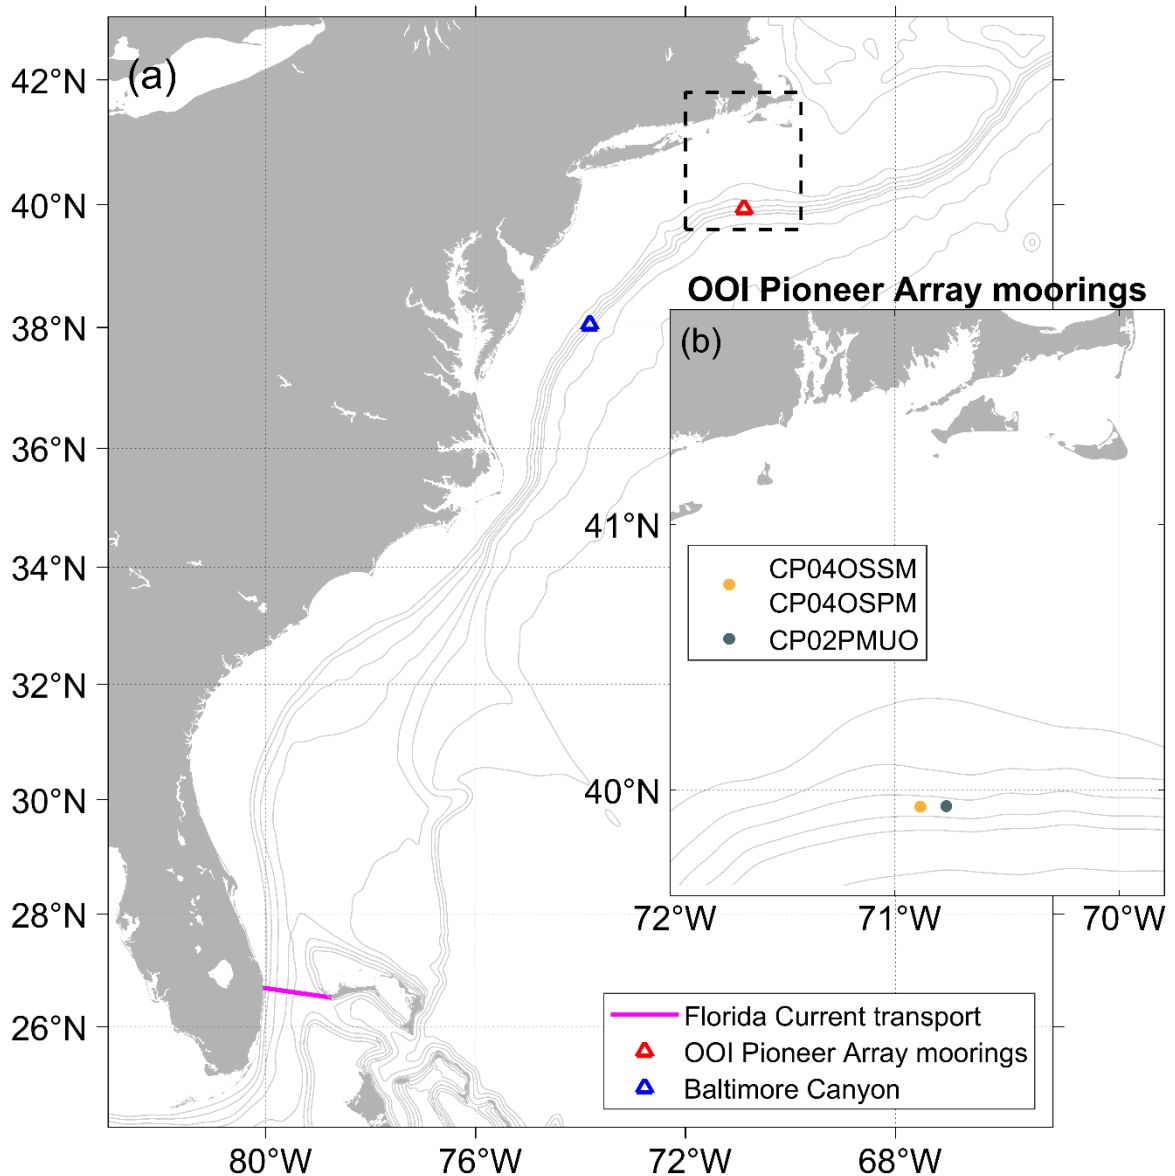 (a)
42°N
40°N
38°N
36°N
34°N
32°N
30°N
28°N
26°N
80°W
76°W
72°W
68°W
OOI Pioneer Array moorings
(b)
41°N
40°N
72°W
71°W
70°W
CP04OSSM
CP04OSPM
CP02PMUO
Florida Current transport
OOI Pioneer Array moorings
Baltimore Canyon